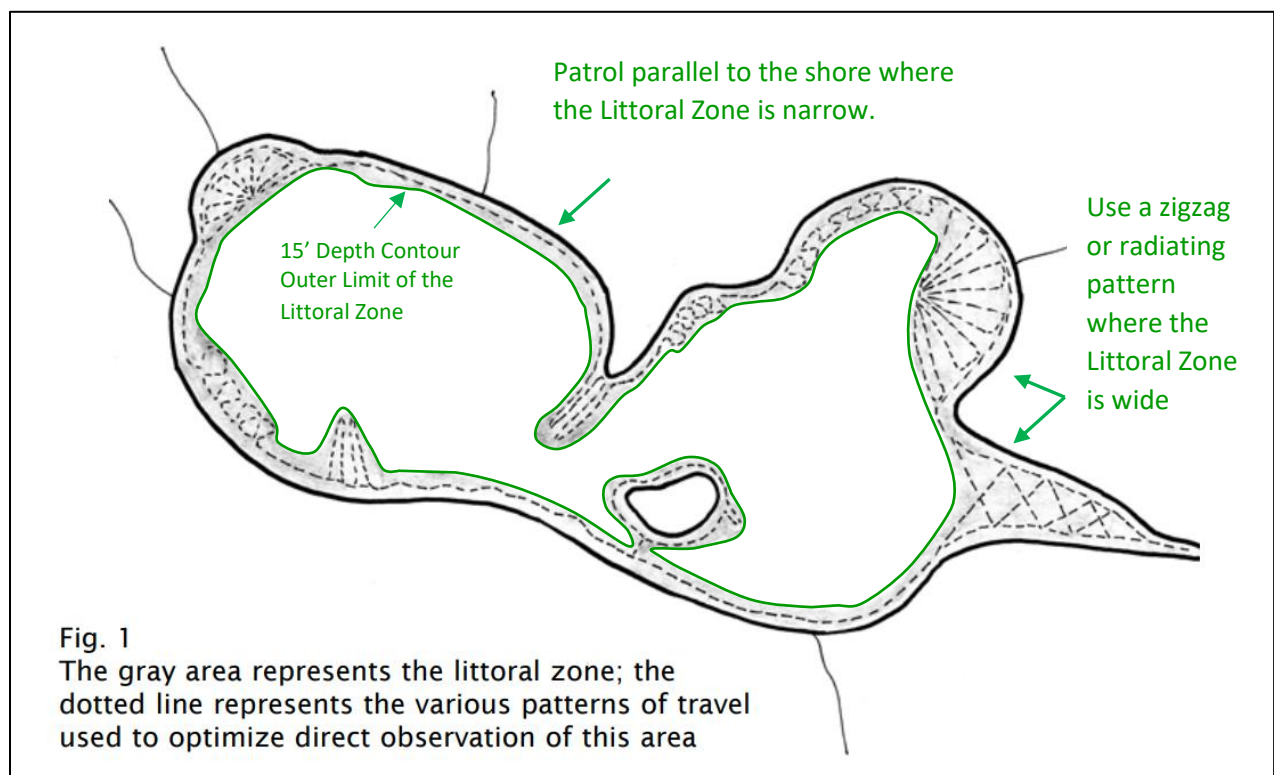 Patrol parallel to the shore where
the Littoral Zone is narrow.
15’ Depth Contour
Outer Limit of the
Littoral Zone
Use a zigzag
or radiating
pattern
where the
Littoral Zone
is wide
Fig. 1
The gray area represents the littoral zone; the
dotted line represents the various patterns of travel
used to optimize direct observation of this area